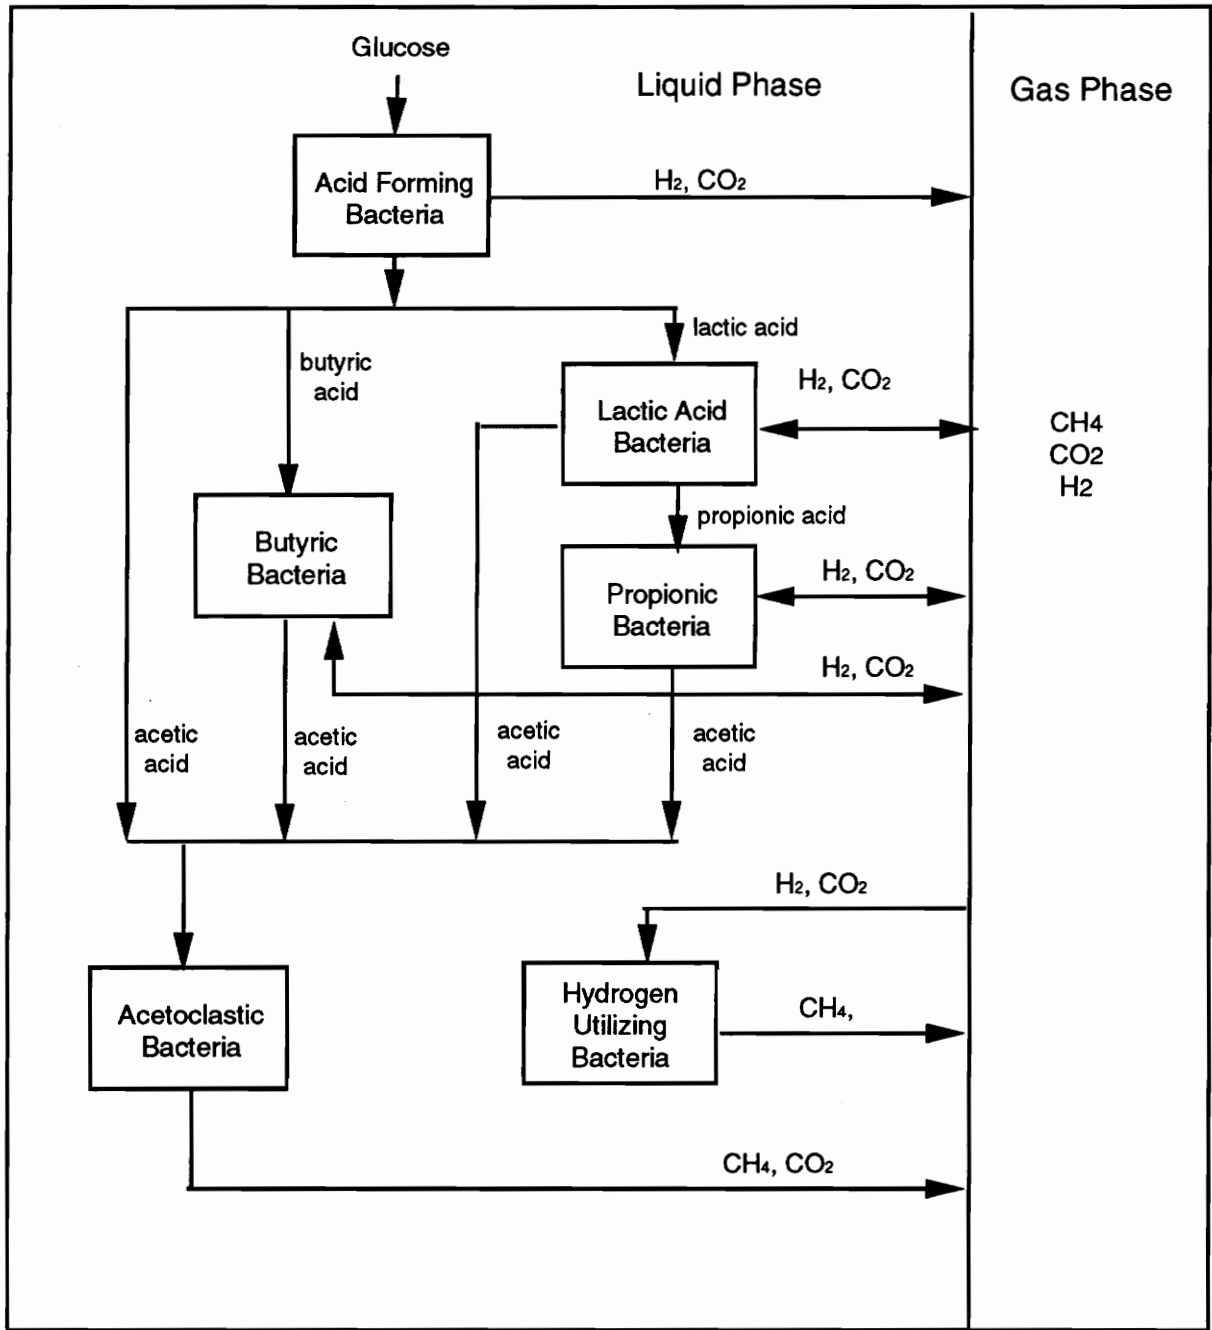 Glucose
Liquid Phase
Gas Phase
Acid Forming
Bacteria
H₂, CO₂
lactic acid
butyric
acid
H₂, CO₂
Lactic Acid
Bacteria
CH4
CO2
H2
propionic acid
Butyric
Bacteria
H₂, CO₂
Propionic
Bacteria
H₂, CO₂
acetic
acid
acetic
acid
acetic
acid
acetic
acid
H₂, CO₂
Hydrogen
Utilizing
Bacteria
CH₄,
Acetoclastic
Bacteria
CH₄, CO₂